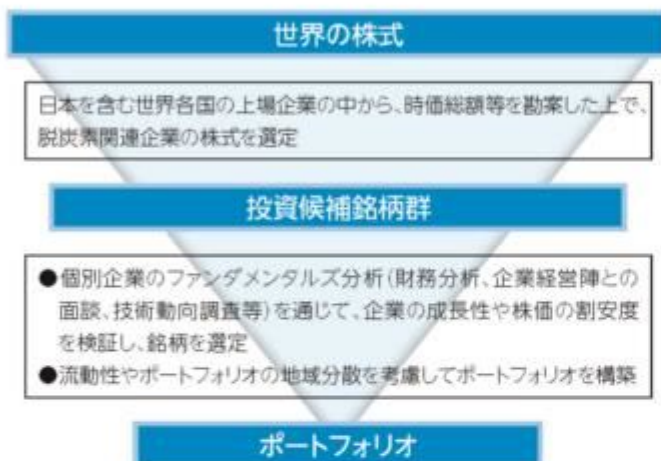 世界の株式
日本を含む世界各国の上場企業の中から、時価総額等を勘案した上で、
脱炭素関連企業の株式を選定
投資候補銘柄群
●個別企業のファンダメンタルズ分析(財務分析、企業経営陣との
面談、技術動向調査等)を通じて、企業の成長性や株価の割安度
を検証し、銘柄を選定
●流動性やポートフォリオの地域分散を考慮してポートフォリオを構築
ポートフォリオ